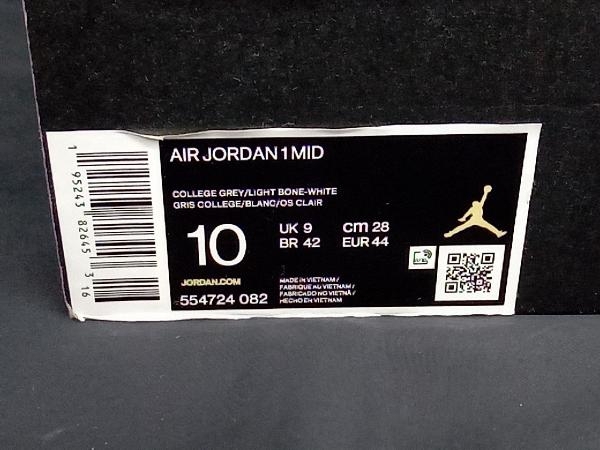 AIR JORDAN 1 MID
COLLEGE GREY/LIGHT BONE-WHITE
GRIS COLLEGE/BLANC/OS CLAIR
10
UK 9 cm 28
BR 42 EUR 44
JORDAN.COM
554724 082
MADE IN VIETNAM /
FABRIQUE AU VIETNAM /
FABRICADO NO VIETNÃ /
HECHO EN VIETNAM
1 95243 82645 3 16